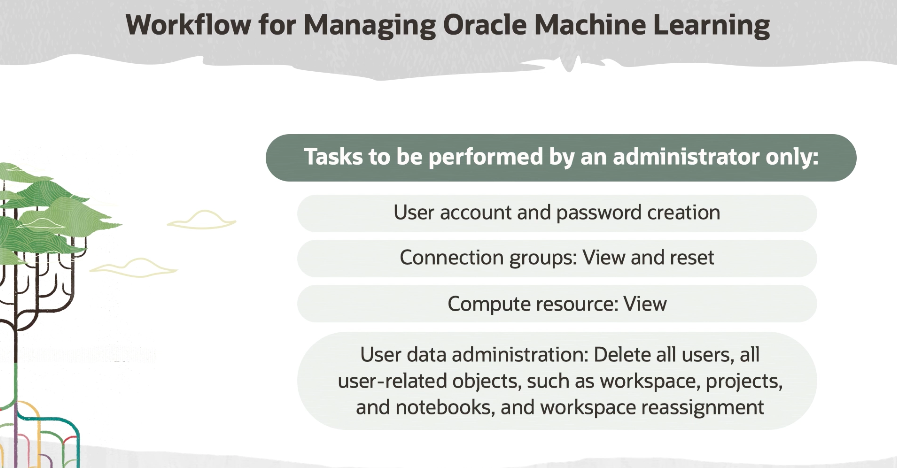 Workflow for Managing Oracle Machine Learning
Tasks to be performed by an administrator only:
User account and password creation
Connection groups: View and reset
Compute resource: View
User data administration: Delete all users, all
user-related objects, such as workspace, projects,
and notebooks, and workspace reassignment